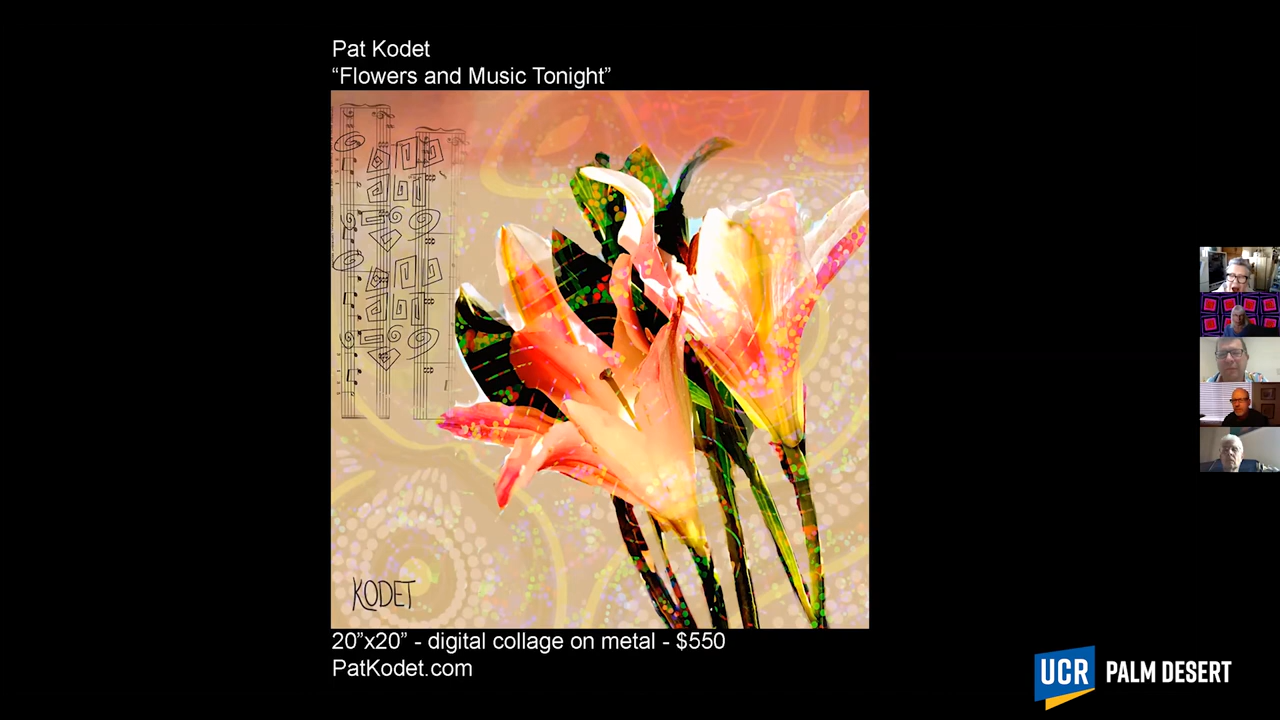 Pat Kodet
“Flowers and Music Tonight”
KODET
20”x20” - digital collage on metal - $550
PatKodet.com
UCR PALM DESERT